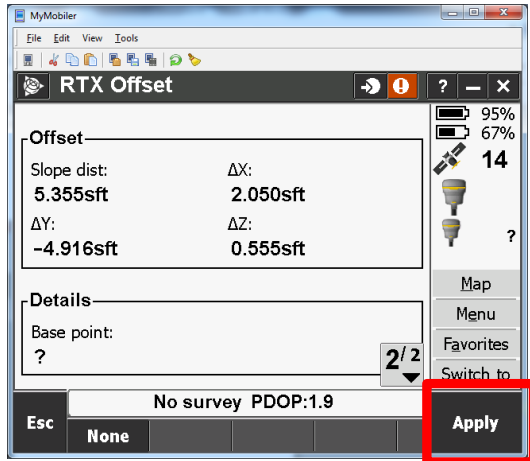 MyMobiler
File Edit View Tools
RTX Offset
? – ×
95%
67%
14
Offset
Slope dist: ΔX:
5.355sft 2.050sft
ΔY: ΔZ:
-4.916sft 0.555sft
?
Map
Menu
Details
Base point:
?
2/2
Favorites
Switch to
No survey PDOP:1.9
Esc
None
Apply